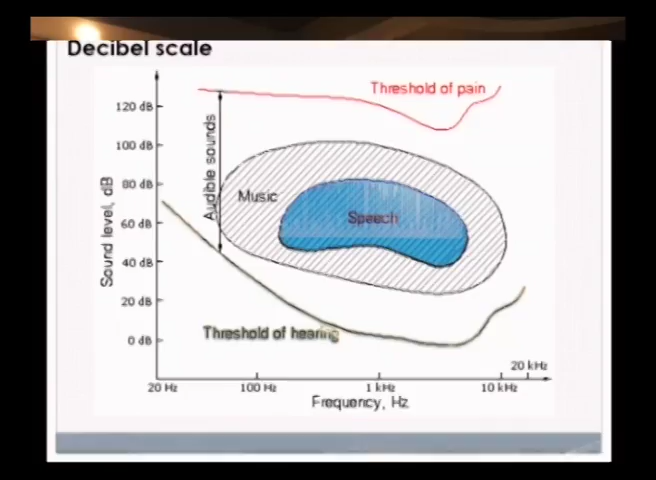 Decibel scale
Threshold of pain
120 dB
100 dB
80 dB
60 dB
40 dB
20 dB
0 dB
Sound level, dB
Audible sounds
Music
Speech
Threshold of hearing
20 kHz
20 Hz
100 Hz
1 kHz
10 kHz
Frequency, Hz